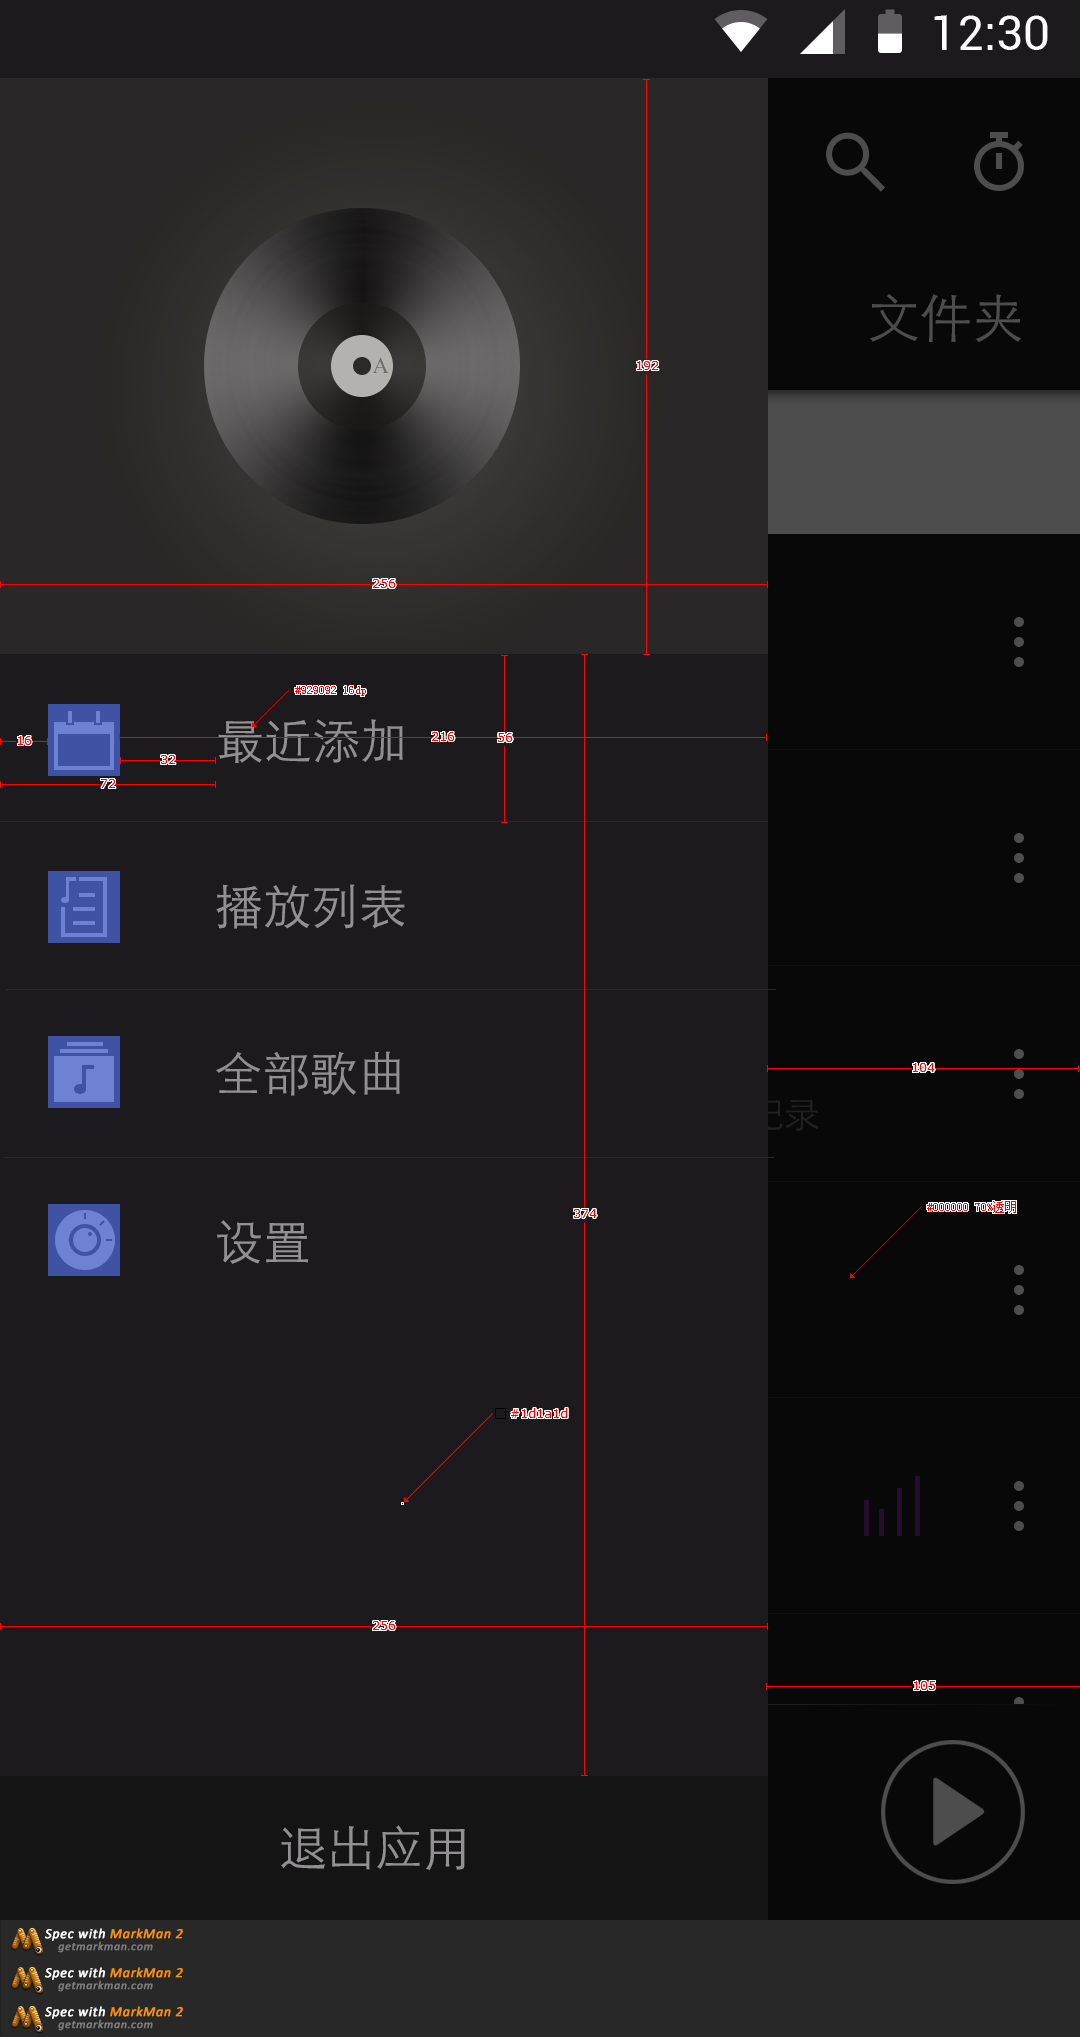 12:30
文件夹
A
192
256
#929092 16dp
最近添加
16
216
56
32
72
播放列表
全部歌曲
104
记录
374
#000000 70%透明
设置
#1d1a1d
256
105
退出应用
Spec with MarkMan 2
getmarkman.com
Spec with MarkMan 2
getmarkman.com
Spec with MarkMan 2
getmarkman.com